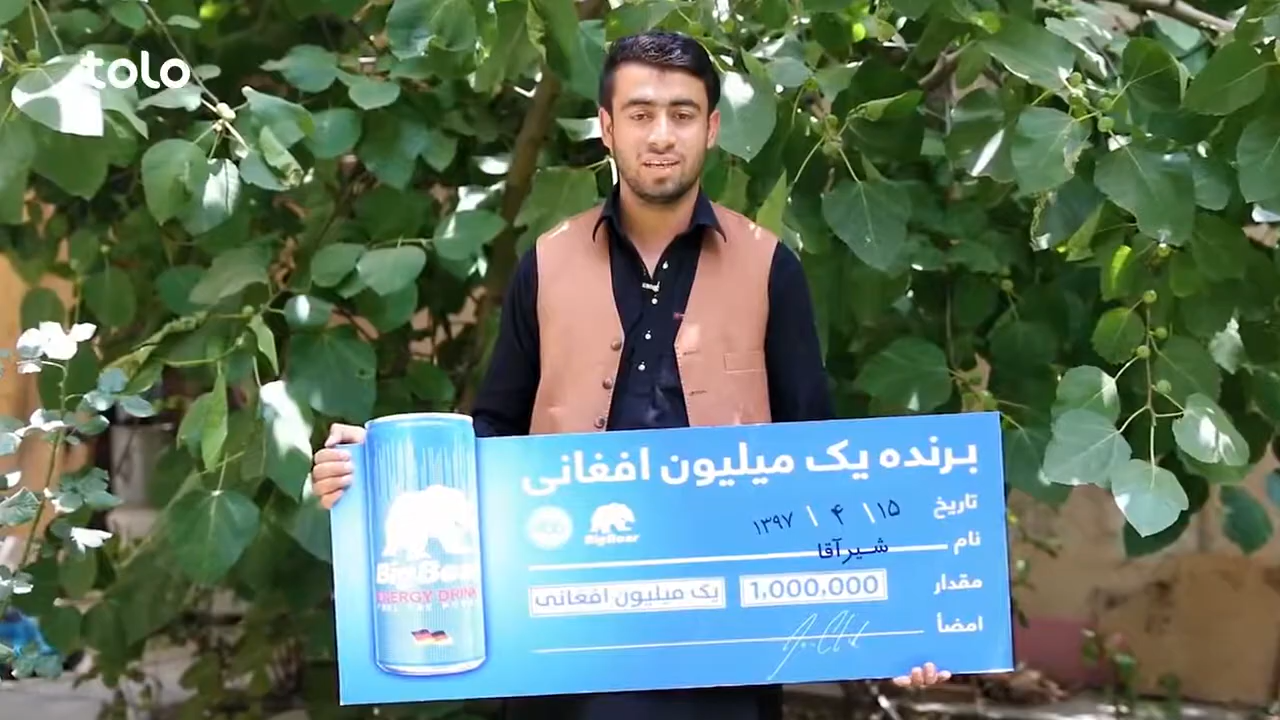 tolo
برنده یک میلیون افغانی
تاریخ ۱۵ / ۴ / ۱۳۹۷
نام شیرآقا
مقدار 1,000,000 یک میلیون افغانی
امضأ
BigBear
BigBear
ENERGY DRINK